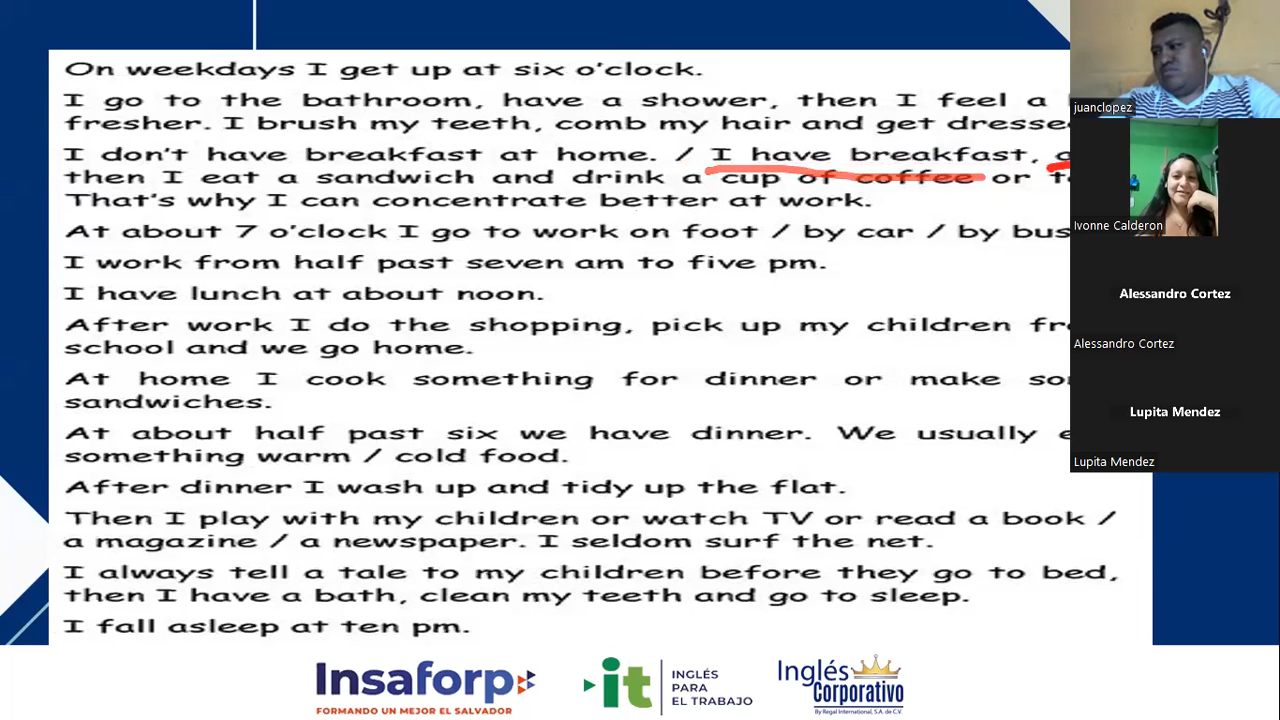 On weekdays I get up at six o'clock.
I go to the bathroom, have a shower, then I feel a
fresher. I brush my teeth, comb my hair and get
I don't have breakfast at home. / I have breakfast,
then I eat a sandwich and drink a cup of coffee or
That's why I can concentrate better at work.
At about 7 o'clock I go to work on foot / by car / by bus
I work from half past seven am to five pm.
I have lunch at about noon.
After work I do the shopping, pick up my children
school and we go home.
At home I cook something for dinner or make
sandwiches.
At about half past six we have dinner. We usually
something warm / cold food.
After dinner I wash up and tidy up the flat.
Then I play with my children or watch TV or read a book /
a magazine / a newspaper. I seldom surf the net.
I always tell a tale to my children before they go to bed,
then I have a bath, clean my teeth and go to sleep.
I fall asleep at ten pm.
juanclopez
Ivonne Calderon
Alessandro Cortez
Alessandro Cortez
Lupita Mendez
Lupita Mendez
Insaforp
FORMANDO UN MEJOR EL SALVADOR
it
INGLÉS
PARA
EL TRABAJO
Inglés
Corporativo
By Regal International, S.A. de C.V.